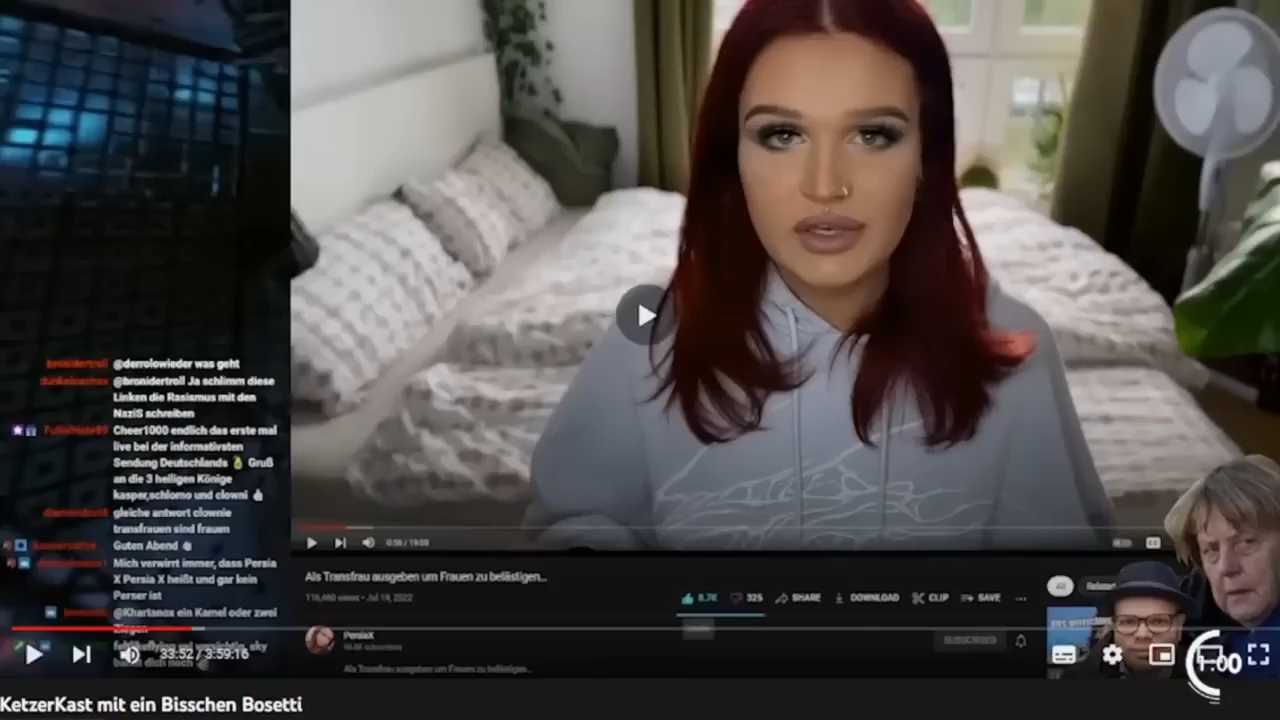 @derrolowieder was geht
@bronidertroll Ja schlimm diese
Linken die Rasismus mit den
NaziS schreiben
Cheer1000 endlich das erste mal
live bei der informativsten
Sendung Deutschlands
Gruß
an die 3 heiligen Könige
kasper,schlomo und clowni
gleiche antwort clownie
transfrauen sind frauen
Guten Abend
Mich verwirrt immer, dass Persia
X Persia X heißt und gar kein
Perser ist
@Khartanox ein Kamel oder zwei
0:56 / 19:08
Als Transfrau ausgeben um Frauen zu belästigen...
Jul 19, 2022
8.7K
325
SHARE
DOWNLOAD
CLIP
SAVE
All
PersiaX
SUBSCRIBED
Als Transfrau ausgeben um Frauen zu belästigen...
33:52 / 3:59:16
1:00
KetzerKast mit ein Bisschen Bosetti